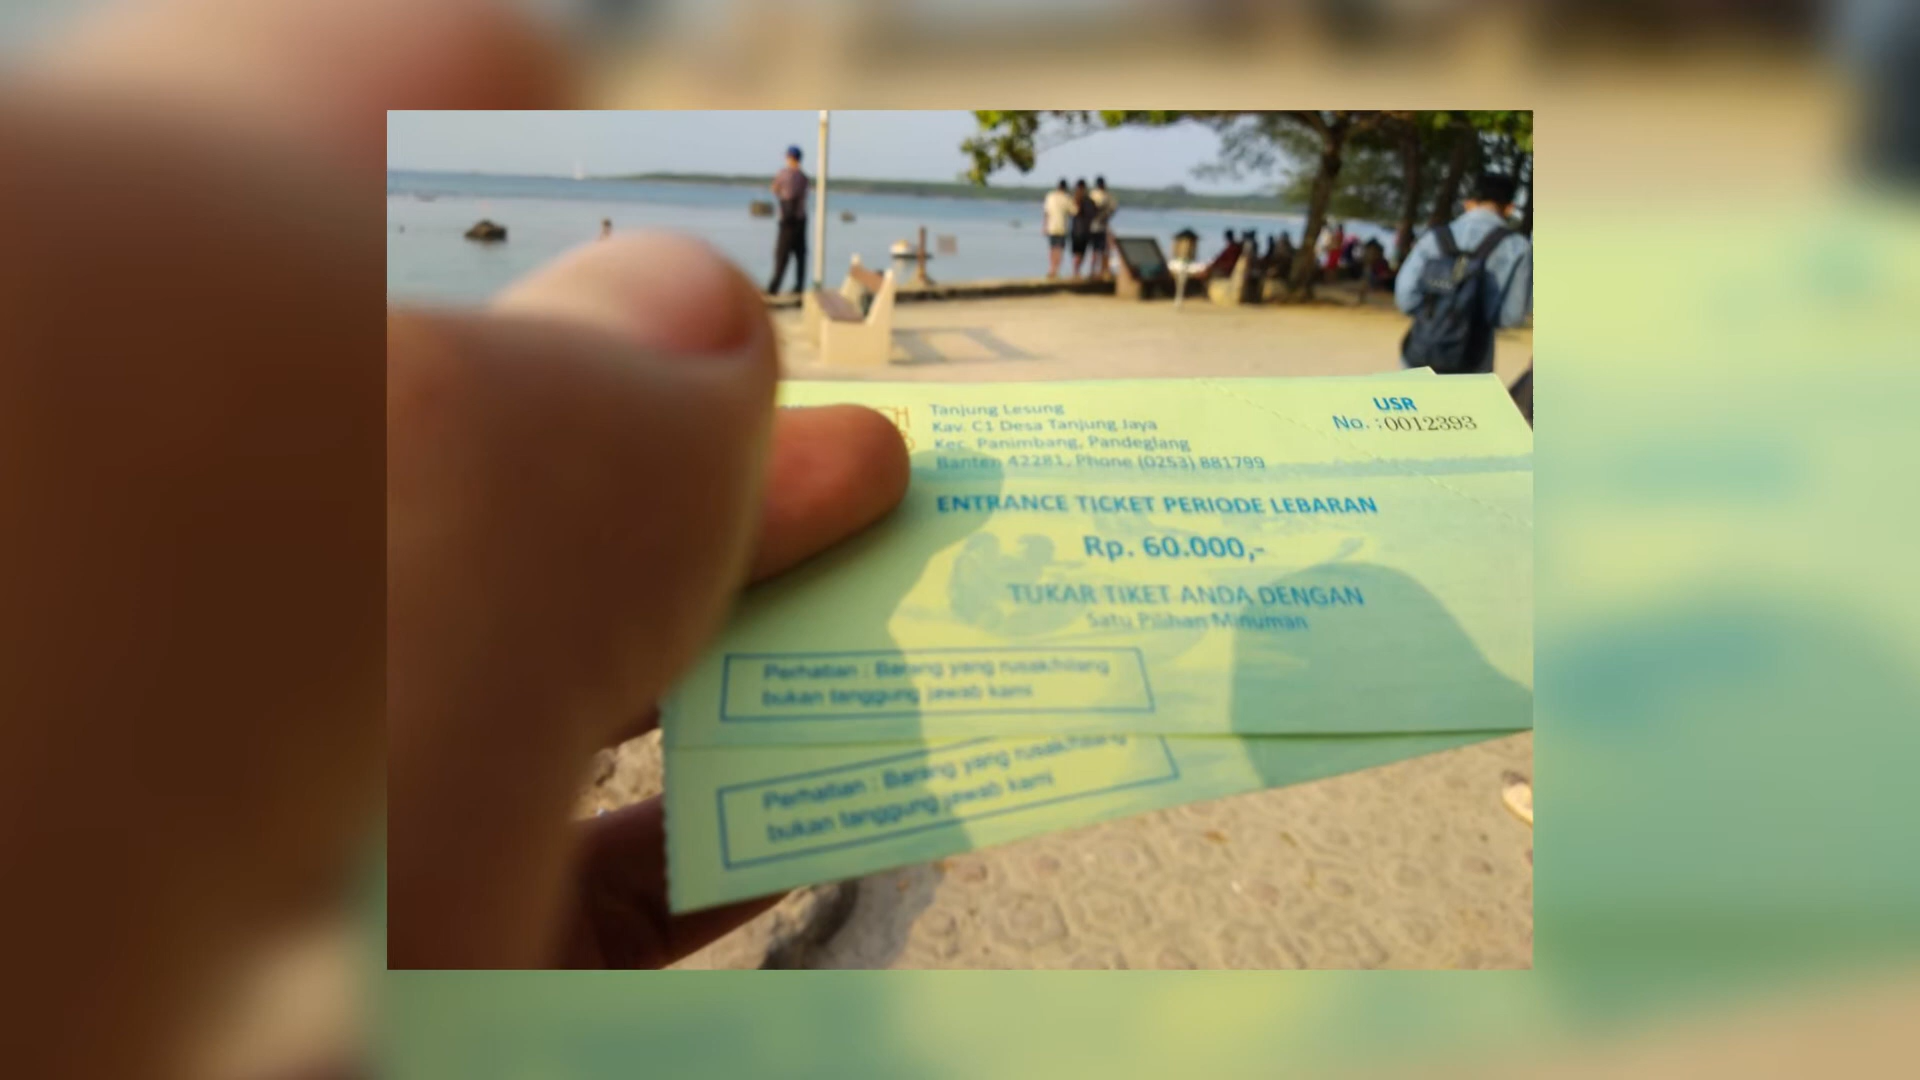 Tanjung Lesung
Kav. C1 Desa Tanjung Jaya
Kec. Panimbang, Pandeglang
Banten 42281, Phone (0253) 881799
USR
No. : 0012393
ENTRANCE TICKET PERIODE LEBARAN
Rp. 60.000,-
TUKAR TIKET ANDA DENGAN
Satu Pilihan Minuman
Perhatian : Barang yang rusak/hilang
bukan tanggung jawab kami
Perhatian : Barang yang rusak/hilang
bukan tanggung jawab kami